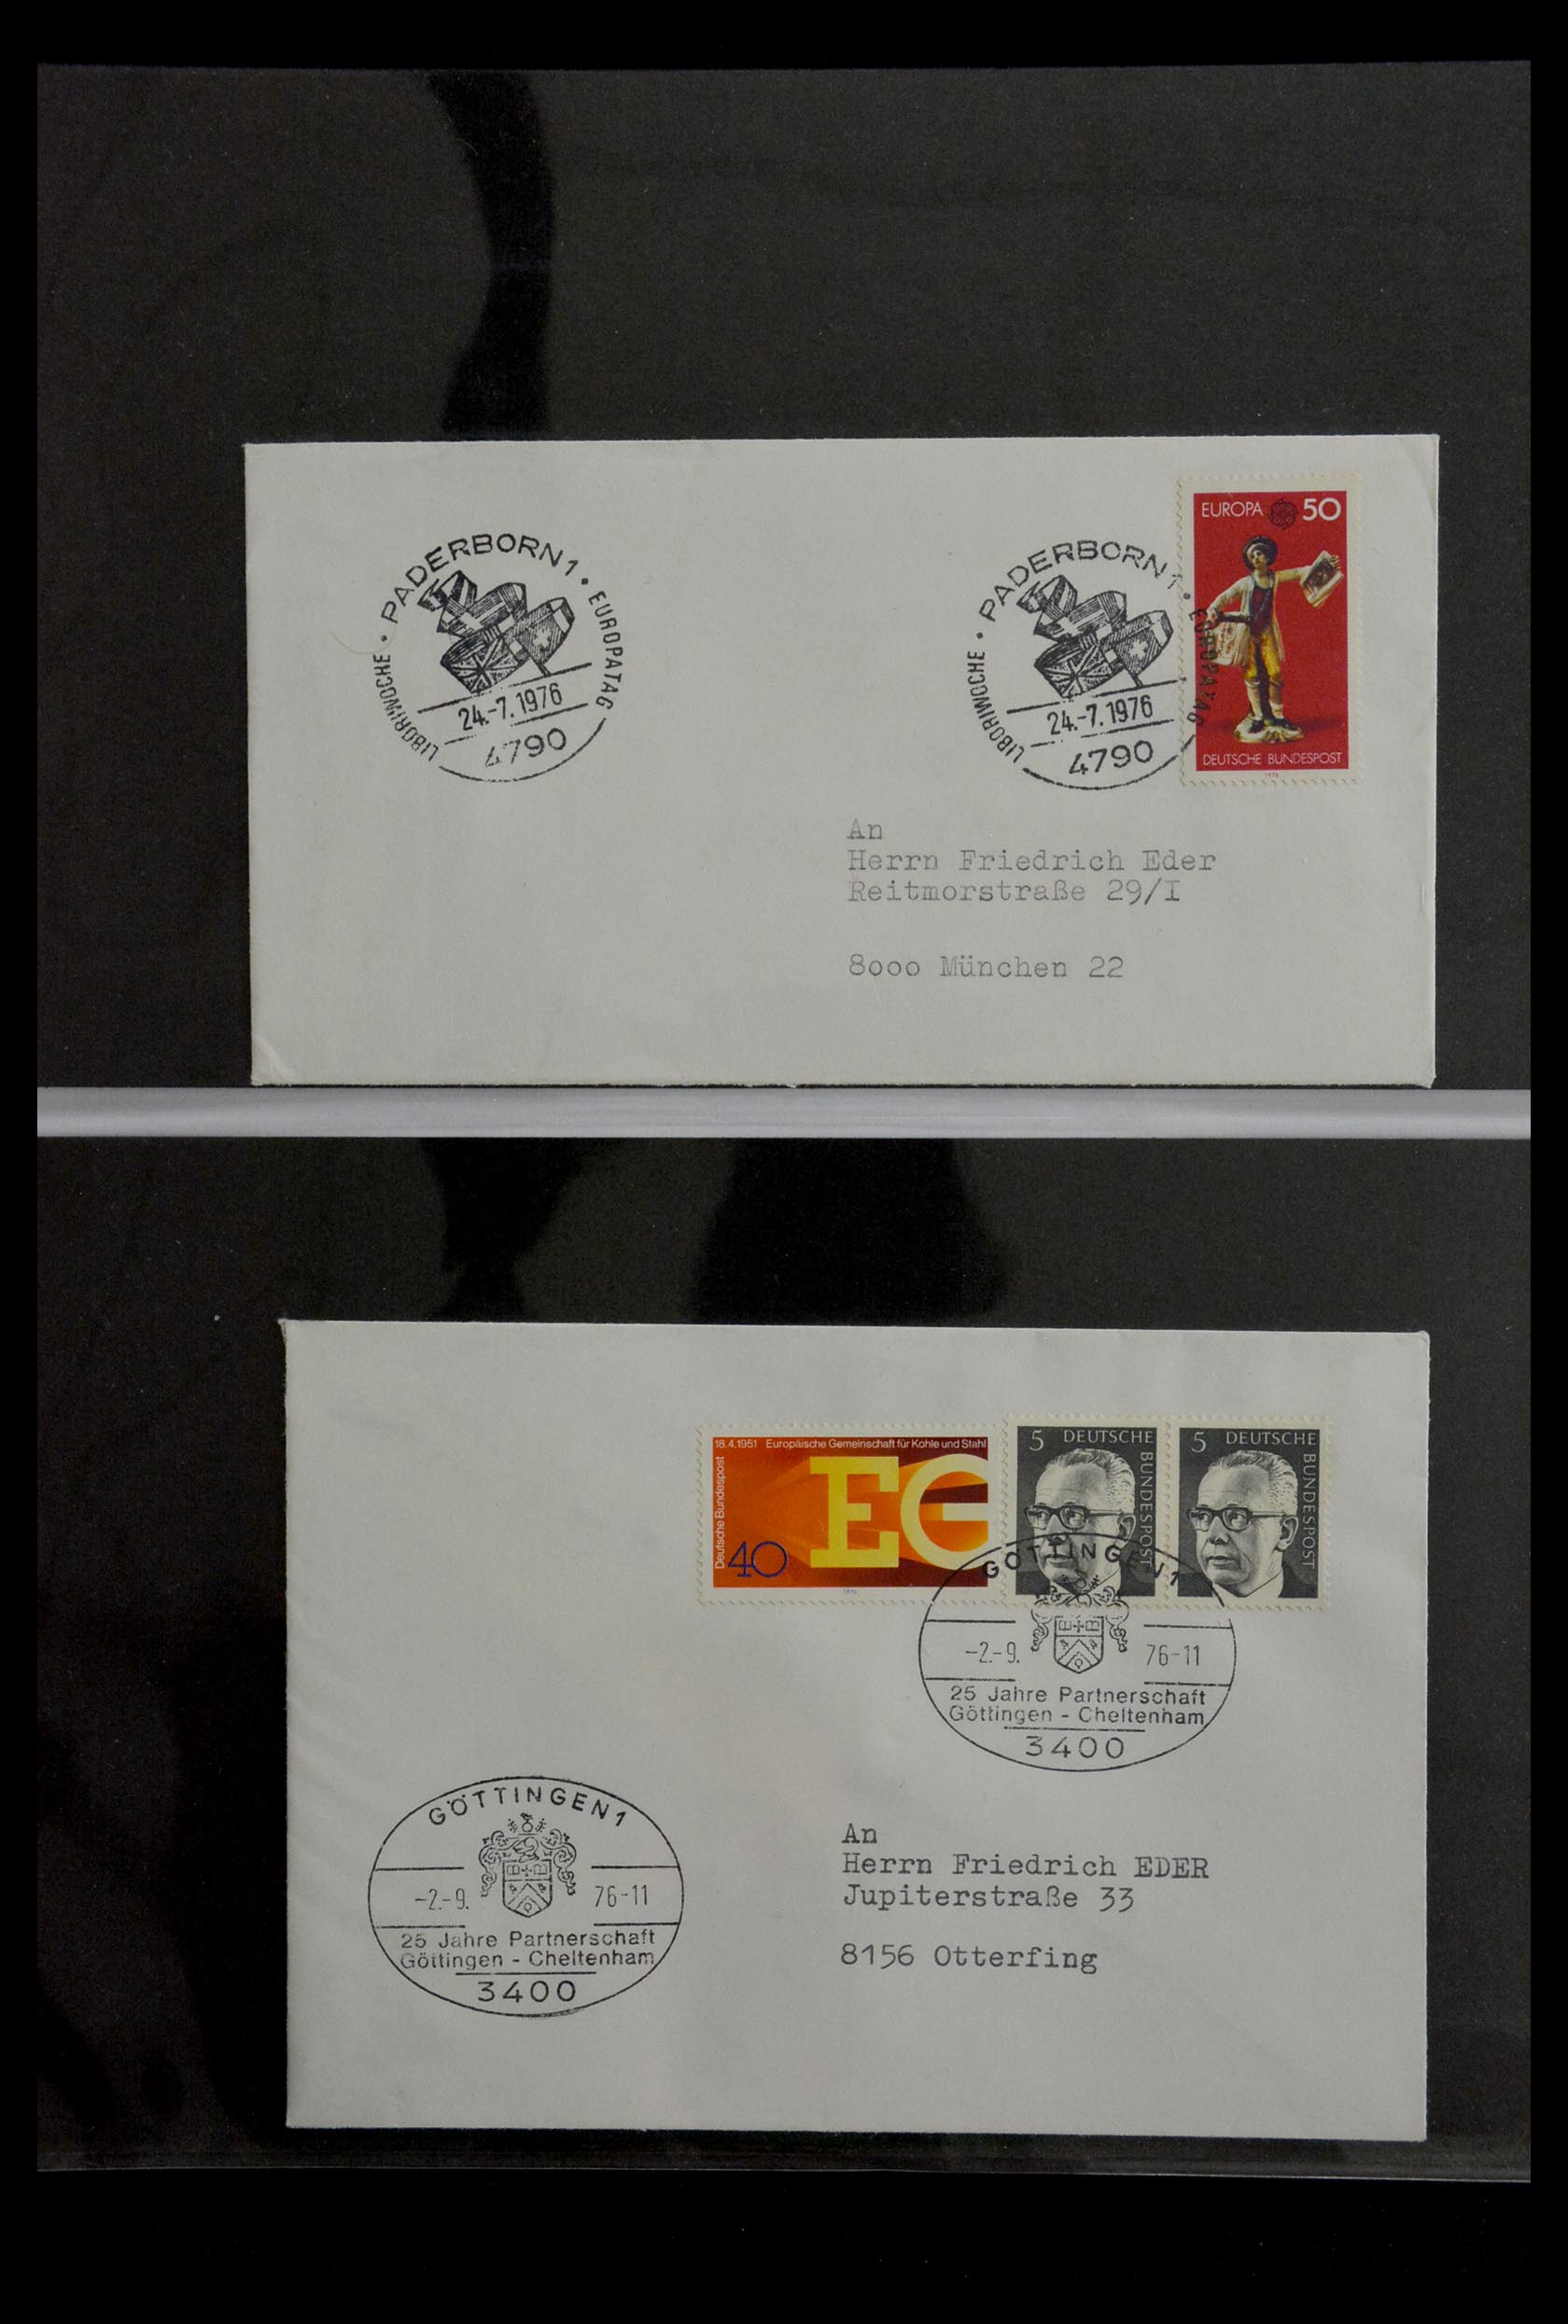 PADERBORN 1 · EUROPATAG
LIBORIWOCHE ·
24.-7.1976
4790
PADERBORN 1 · EUROPATAG
LIBORIWOCHE ·
24.-7.1976
4790
EUROPA 50
DEUTSCHE BUNDESPOST
1976
An
Herrn Friedrich Eder
Reitmorstraße 29/I
8000 München 22
18.4.1951 Europäische Gemeinschaft für Kohle und Stahl
Deutsche Bundespost
EG
40
5 DEUTSCHE
BUNDESPOST
5 DEUTSCHE
BUNDESPOST
GÖTTINGEN 1
-2.-9. 76-11
25 Jahre Partnerschaft
Göttingen - Cheltenham
3400
GÖTTINGEN 1
-2.-9. 76-11
25 Jahre Partnerschaft
Göttingen - Cheltenham
3400
An
Herrn Friedrich EDER
Jupiterstraße 33
8156 Otterfing